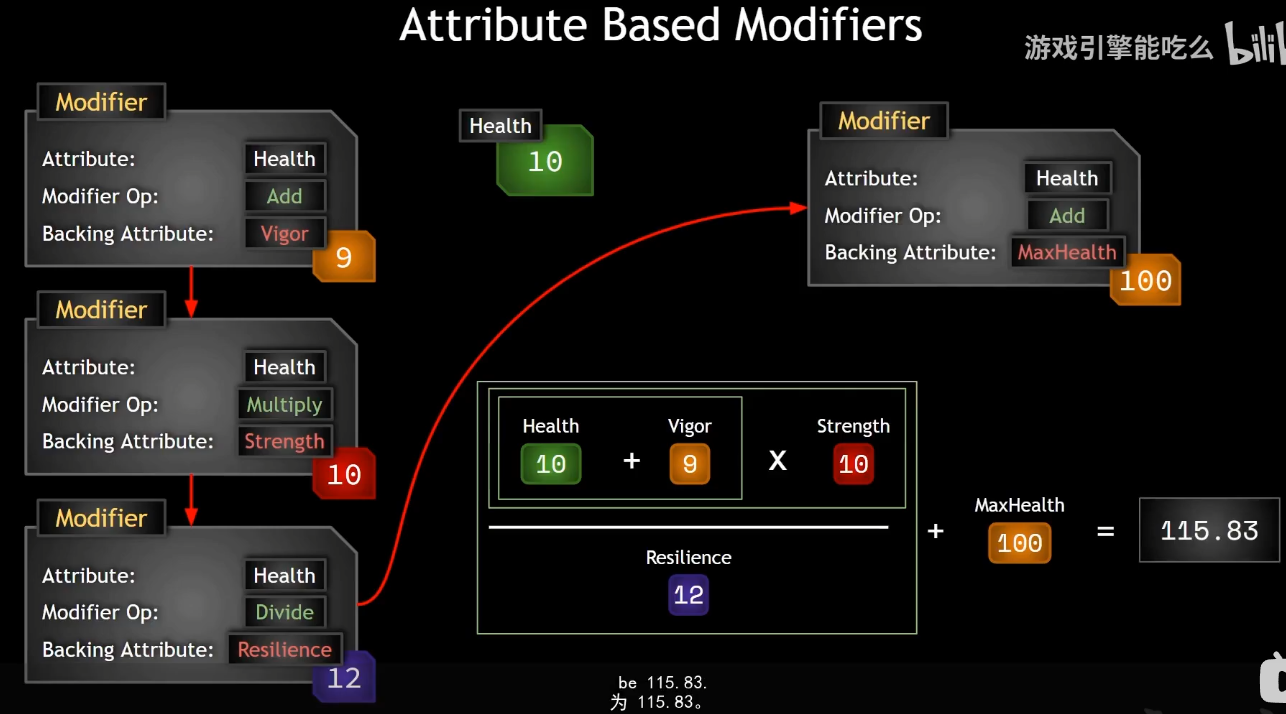 Attribute Based Modifiers
游戏引擎能吃么
Modifier
Attribute: Health
Modifier Op: Add
Backing Attribute: Vigor
9
Modifier
Attribute: Health
Modifier Op: Multiply
Backing Attribute: Strength
10
Modifier
Attribute: Health
Modifier Op: Divide
Backing Attribute: Resilience
12
Health
10
Modifier
Attribute: Health
Modifier Op: Add
Backing Attribute: MaxHealth
100
Health Vigor Strength
10 + 9 X 10
Resilience
12
MaxHealth
+ 100 = 115.83
be 115.83.
为 115.83。